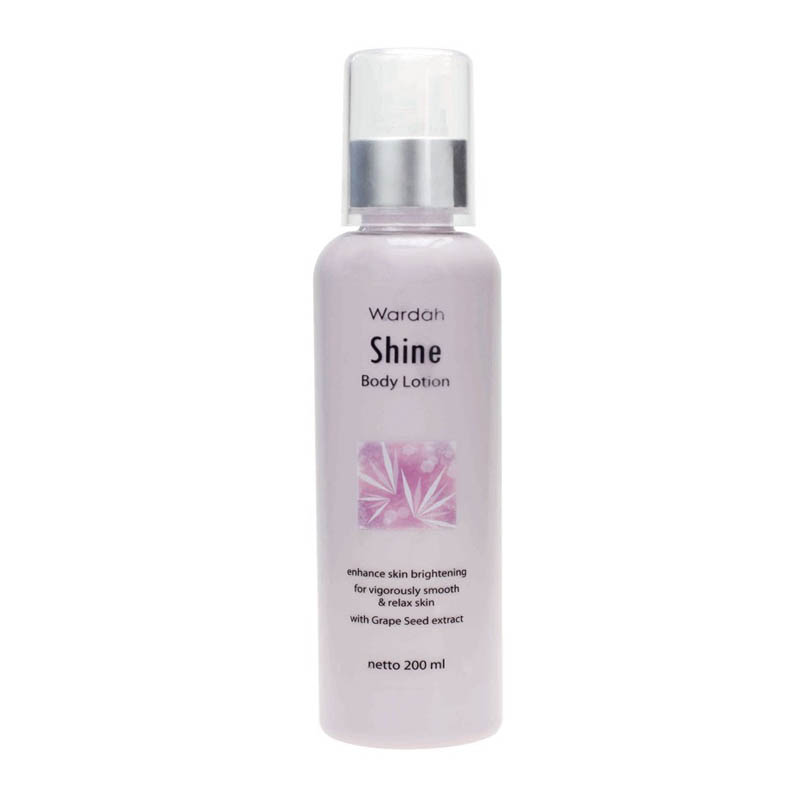 Wardah
Shine
Body Lotion
enhance skin brightening
for vigorously smooth
& relax skin
with Grape Seed extract
netto 200 ml